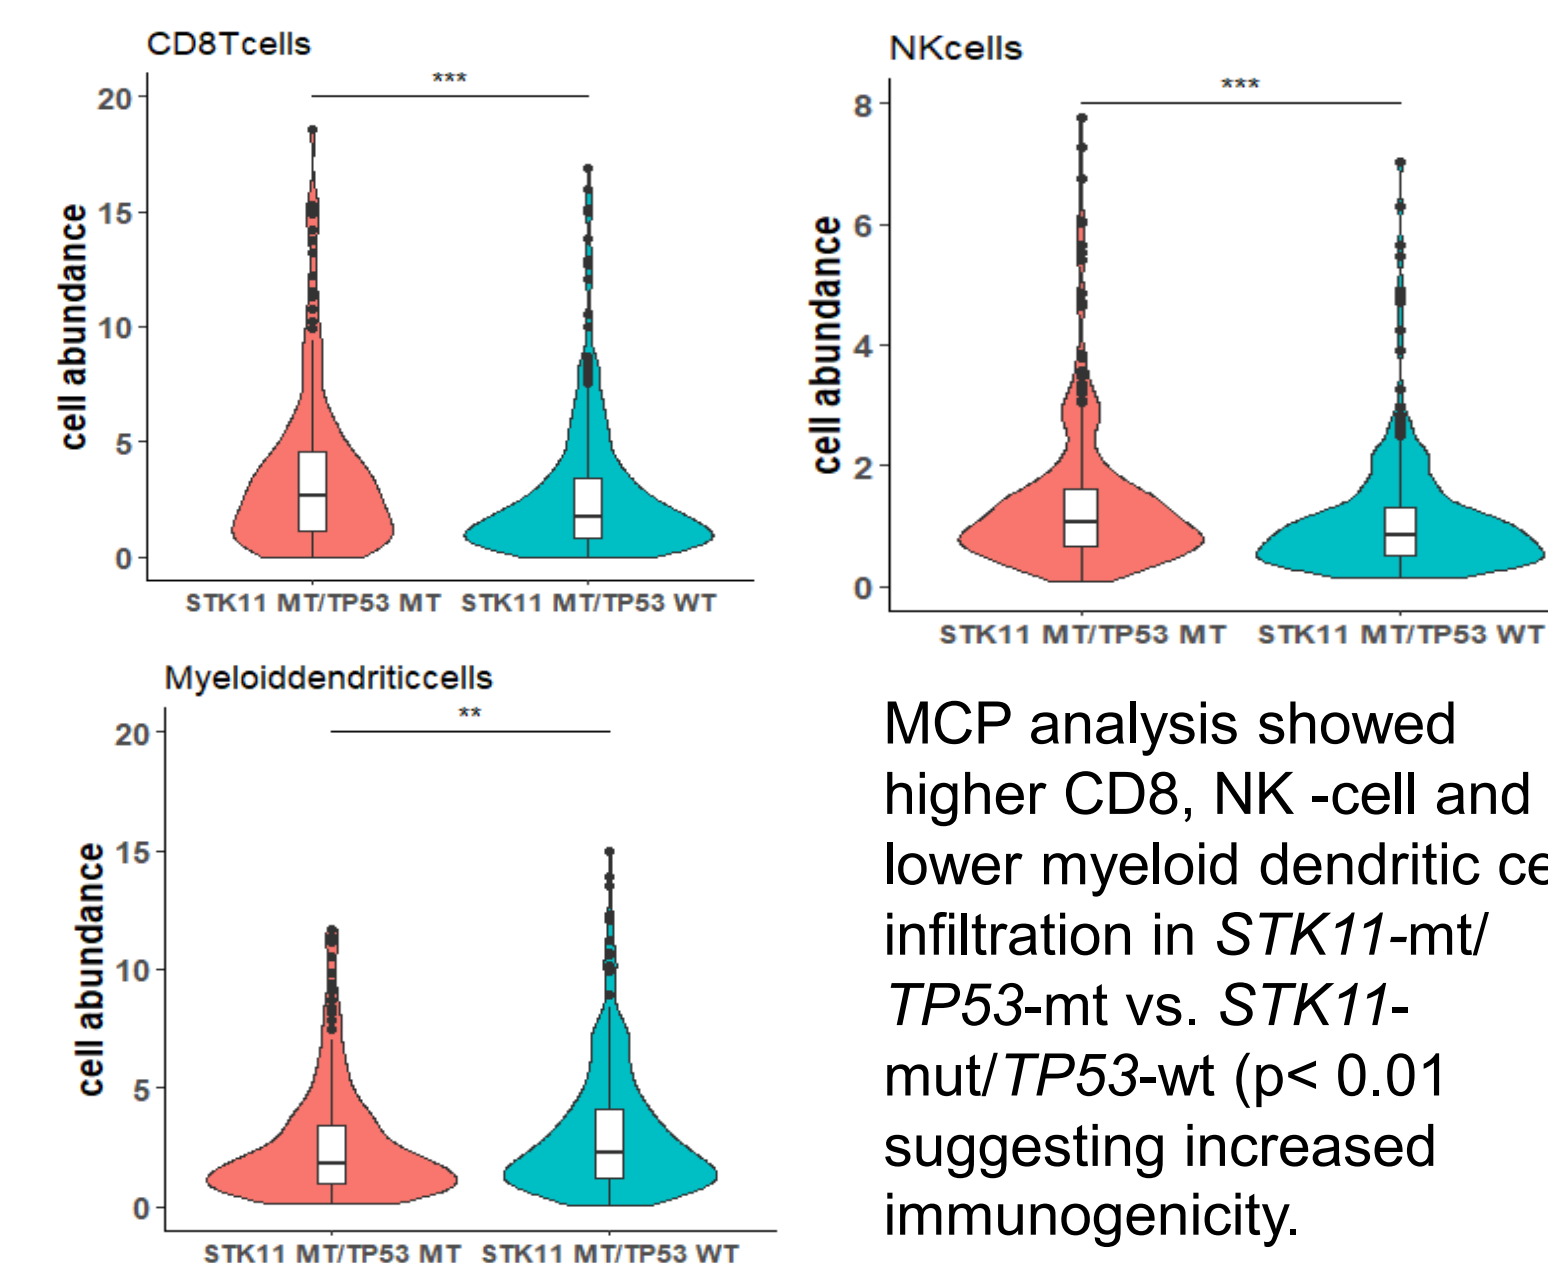 CD8Tcells
***
20
15
10
5
0
cell abundance
STK11 MT/TP53 MT STK11 MT/TP53 WT
NKcells
***
8
6
4
2
0
cell abundance
STK11 MT/TP53 MT STK11 MT/TP53 WT
Myeloiddendriticcells
**
20
15
10
5
0
cell abundance
STK11 MT/TP53 MT STK11 MT/TP53 WT
MCP analysis showed
higher CD8, NK -cell and
lower myeloid dendritic
infiltration in STK11-mt/
TP53-mt vs. STK11-
mut/TP53-wt (p< 0.01
suggesting increased
immunogenicity.